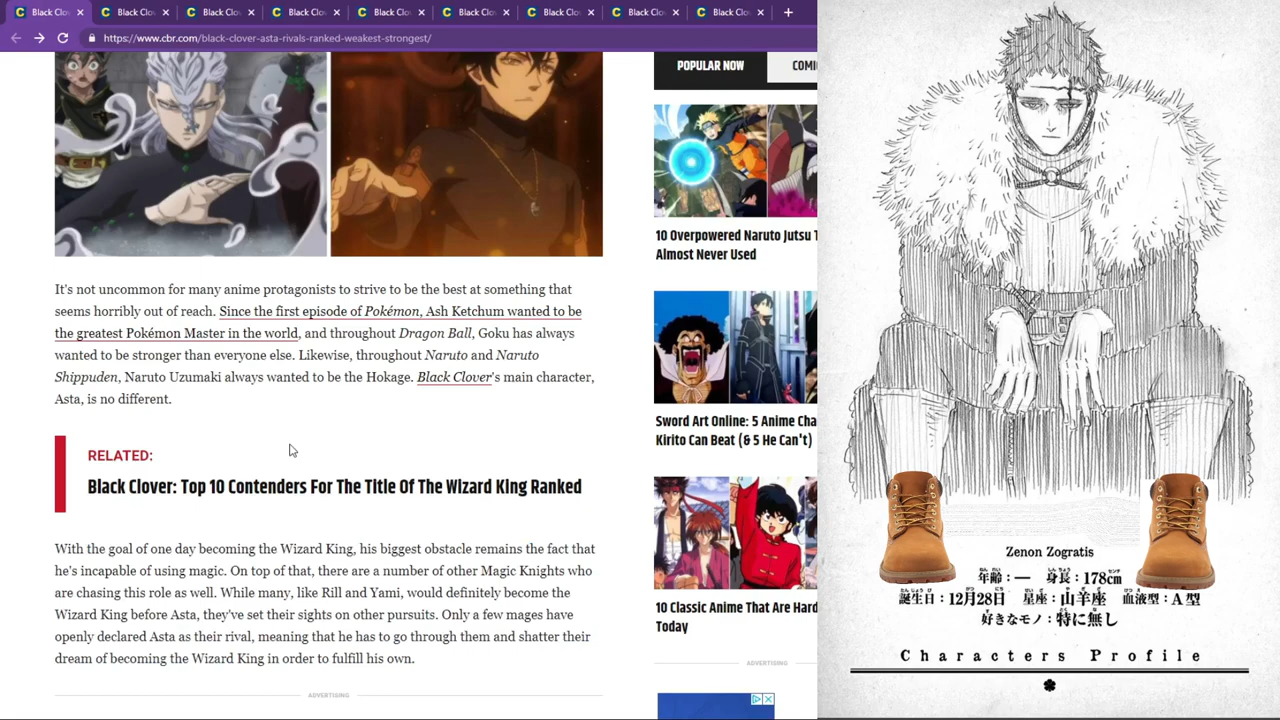 Black Clo
10 Black Clo
Black Clo
Black Clo
Black Clo
Black Clo
Black Clo
https://www.cbr.com/black-clover-asta-rivals-ranked-weakest-strongest/
It's not uncommon for many anime protagonists to strive to be the best at something that
seems out of reach. Since the first episode of Pokémon, Ash Ketchum wanted to be
the greatest Pokémon Master in the world, and throughout Dragon Ball, Goku has always
wanted to be stronger than everyone else. Likewise, throughout Naruto and Naruto
Shippuden, Naruto Uzumaki always wanted to be the Hokage. Black Clover's main character,
Asta, is no different.
RELATED:
Black Clover: Top 10 Contenders For The Title Of The Wizard King Ranked
With the goal of one day becoming the Wizard King, his biggest obstacle remains the fact that
he's incapable of using magic. On top of that, there are a number of other Magic Knights who
are chasing this role as well. While many, like Rill and Yami, would definitely become the
Wizard King over Asta, they've set their sights on other pursuits. Only a few mages have
openly declared Asta as their rival, meaning that he has to go through them and shatter their
dream of becoming the Wizard King in order to fulfill his own.
ADVERTISING
POPULAR NOW
COMI
10 Overpowered Naruto Jutsu T
Almost Never Used
Sword Art Online: 5 Anime Cha
Kirito Can Beat (& 5 He Can't)
10 Classic Anime That Are Hard
Today
ADVERTISING
Zenon Zogratis
年齢:― 身長:178cm
誕生日:12月28日 星座:山羊座 血液型:A型
好きなモノ:特に無し
Characters Profil